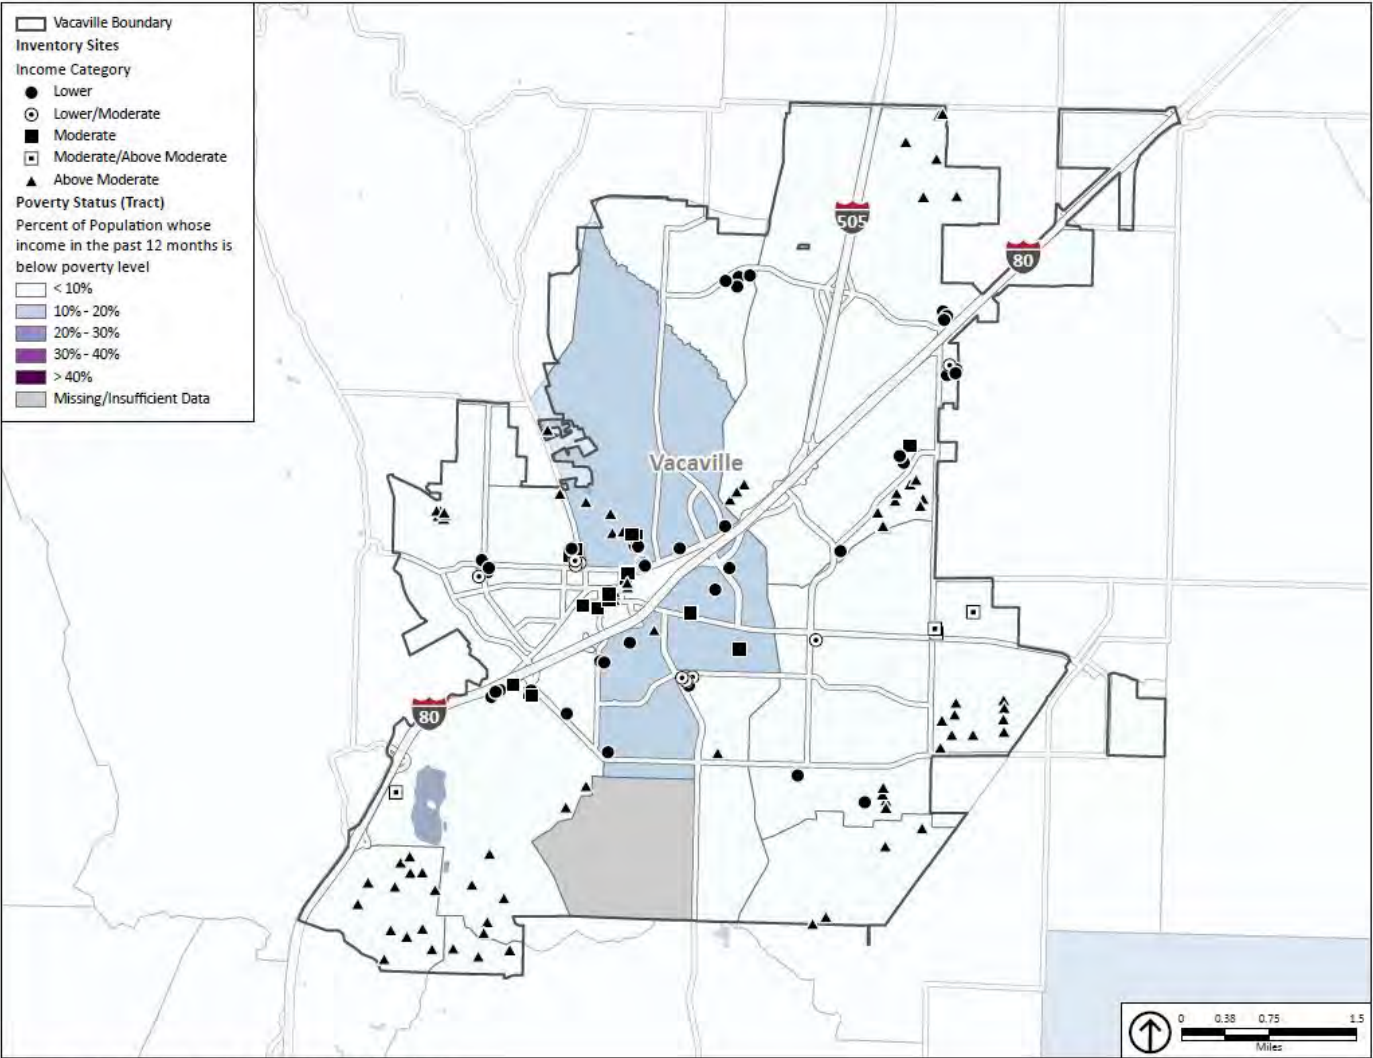 Vacaville Boundary
Inventory Sites
Income Category
Lower
Lower/Moderate
Moderate
Moderate/Above Moderate
Above Moderate
Poverty Status (Tract)
Percent of Population whose
income in the past 12 months is
below poverty level
< 10%
10% - 20%
20% - 30%
30% - 40%
> 40%
Missing/Insufficient Data
505
80
Vacaville
80
0 0.38 0.75 1.5
Miles